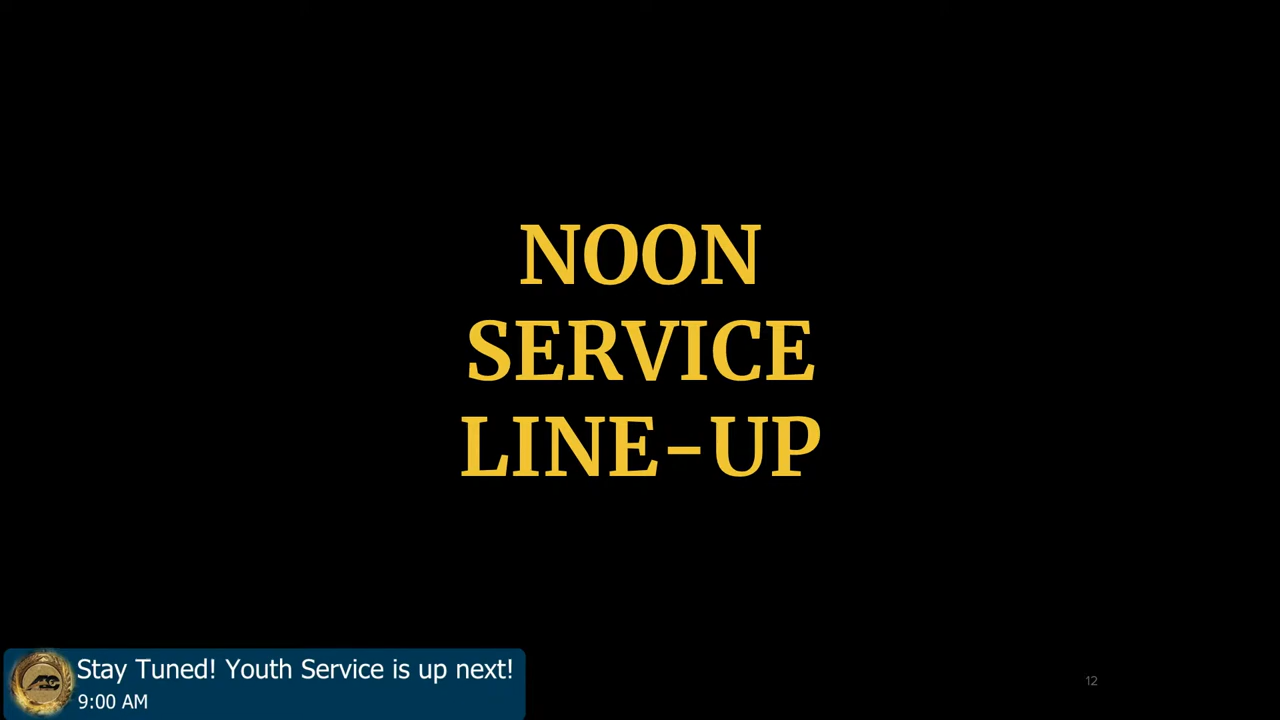 NOON
SERVICE
LINE-UP
Stay Tuned! Youth Service is up next!
9:00 AM
12